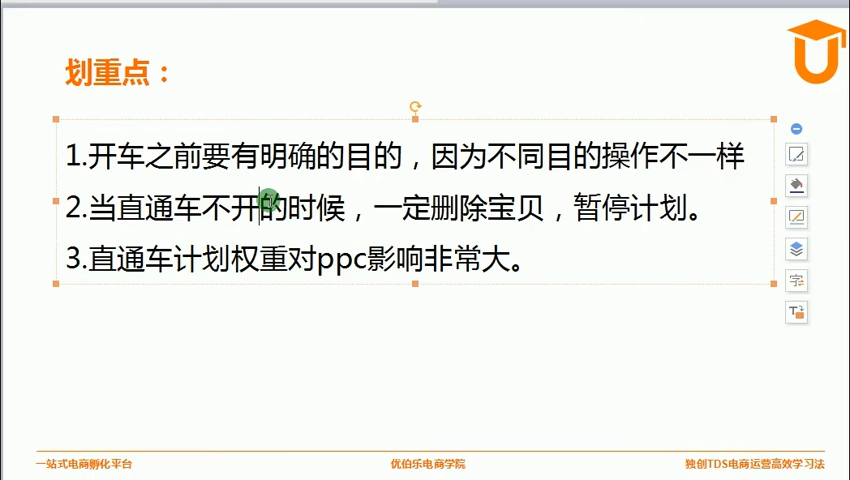 划重点：
1.开车之前要有明确的目的，因为不同目的操作不一样
2.当直通车不开的时候，一定删除宝贝，暂停计划。
3.直通车计划权重对ppc影响非常大。
一站式电商孵化平台
优伯乐电商学院
独创TDS电商运营高效学习法